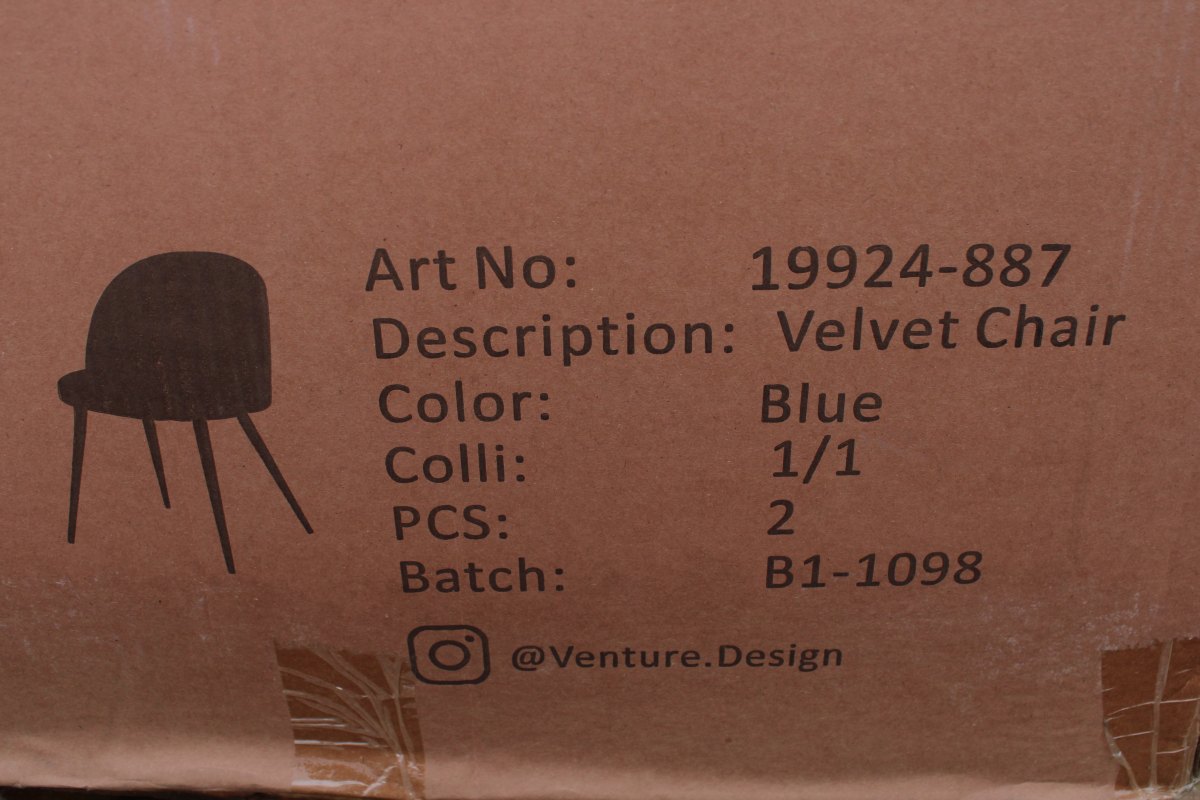 Art No: 19924-887
Description: Velvet Chair
Color: Blue
Colli: 1/1
PCS: 2
Batch: B1-1098
@Venture.Design